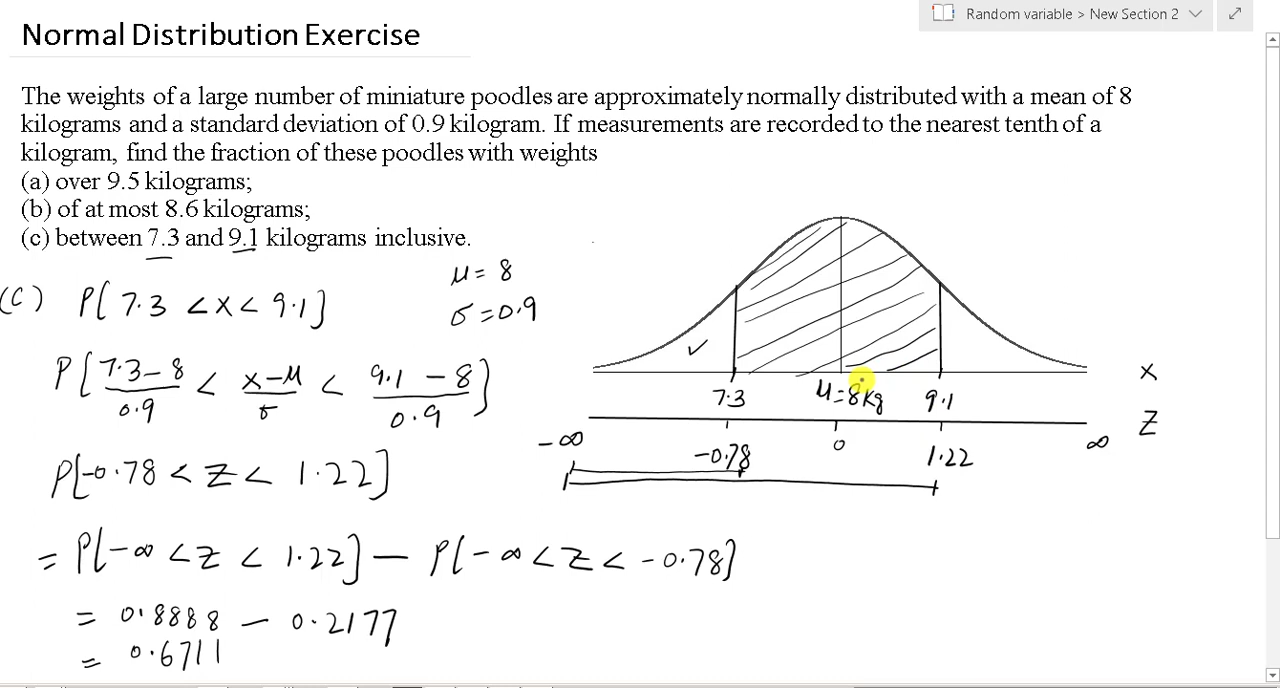 Random variable > New Section 2
Normal Distribution Exercise
The weights of a large number of miniature poodles are approximately normally distributed with a mean of 8
kilograms and a standard deviation of 0.9 kilogram. If measurements are recorded to the nearest tenth of a
kilogram, find the fraction of these poodles with weights
(a) over 9.5 kilograms;
(b) of at most 8.6 kilograms;
(c) between 7.3 and 9.1 kilograms inclusive.
μ = 8
σ = 0.9
(c) P[7.3 < X < 9.1]
P[7.3-8/0.9 < x-μ/σ < 9.1-8/0.9]
P[-0.78 < Z < 1.22]
= P[-∞ < Z < 1.22] - P[-∞ < Z < -0.78]
= 0.8888 - 0.2177
= 0.6711
X
7.3 μ=8kg 9.1
Z
-∞ ∞
-0.78 0 1.22